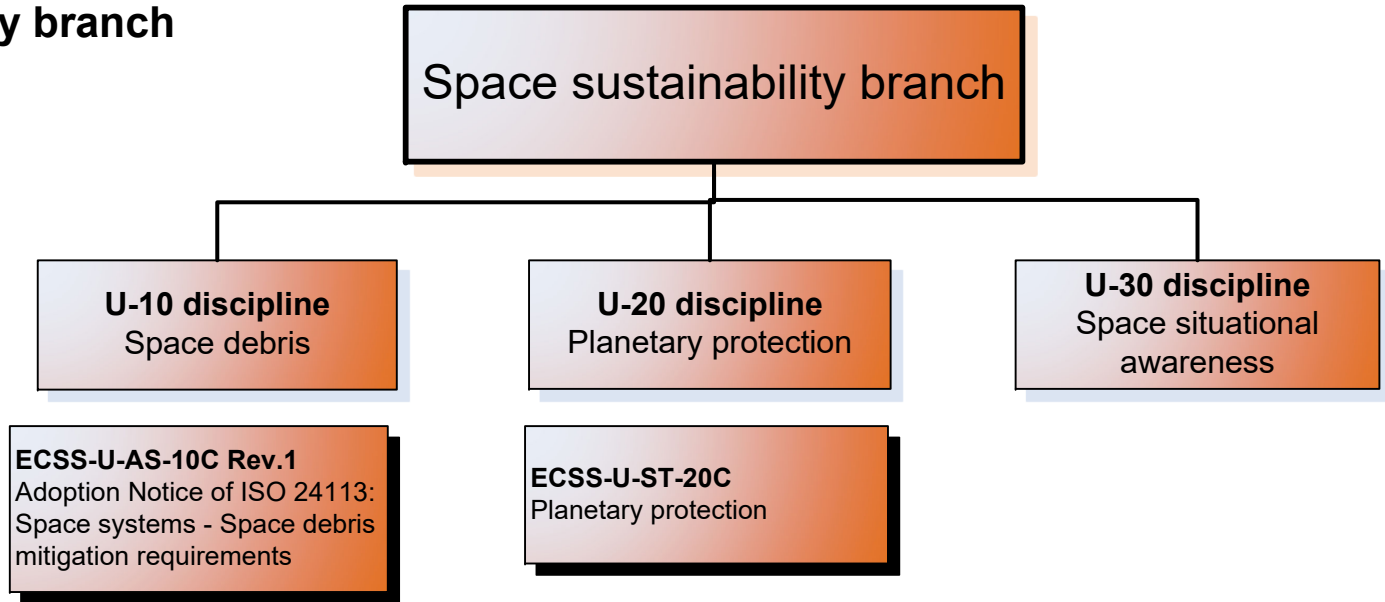 y branch
Space sustainability branch
U-10 discipline
Space debris
U-20 discipline
Planetary protection
U-30 discipline
Space situational
awareness
ECSS-U-AS-10C Rev.1
Adoption Notice of ISO 24113:
Space systems - Space debris
mitigation requirements
ECSS-U-ST-20C
Planetary protection